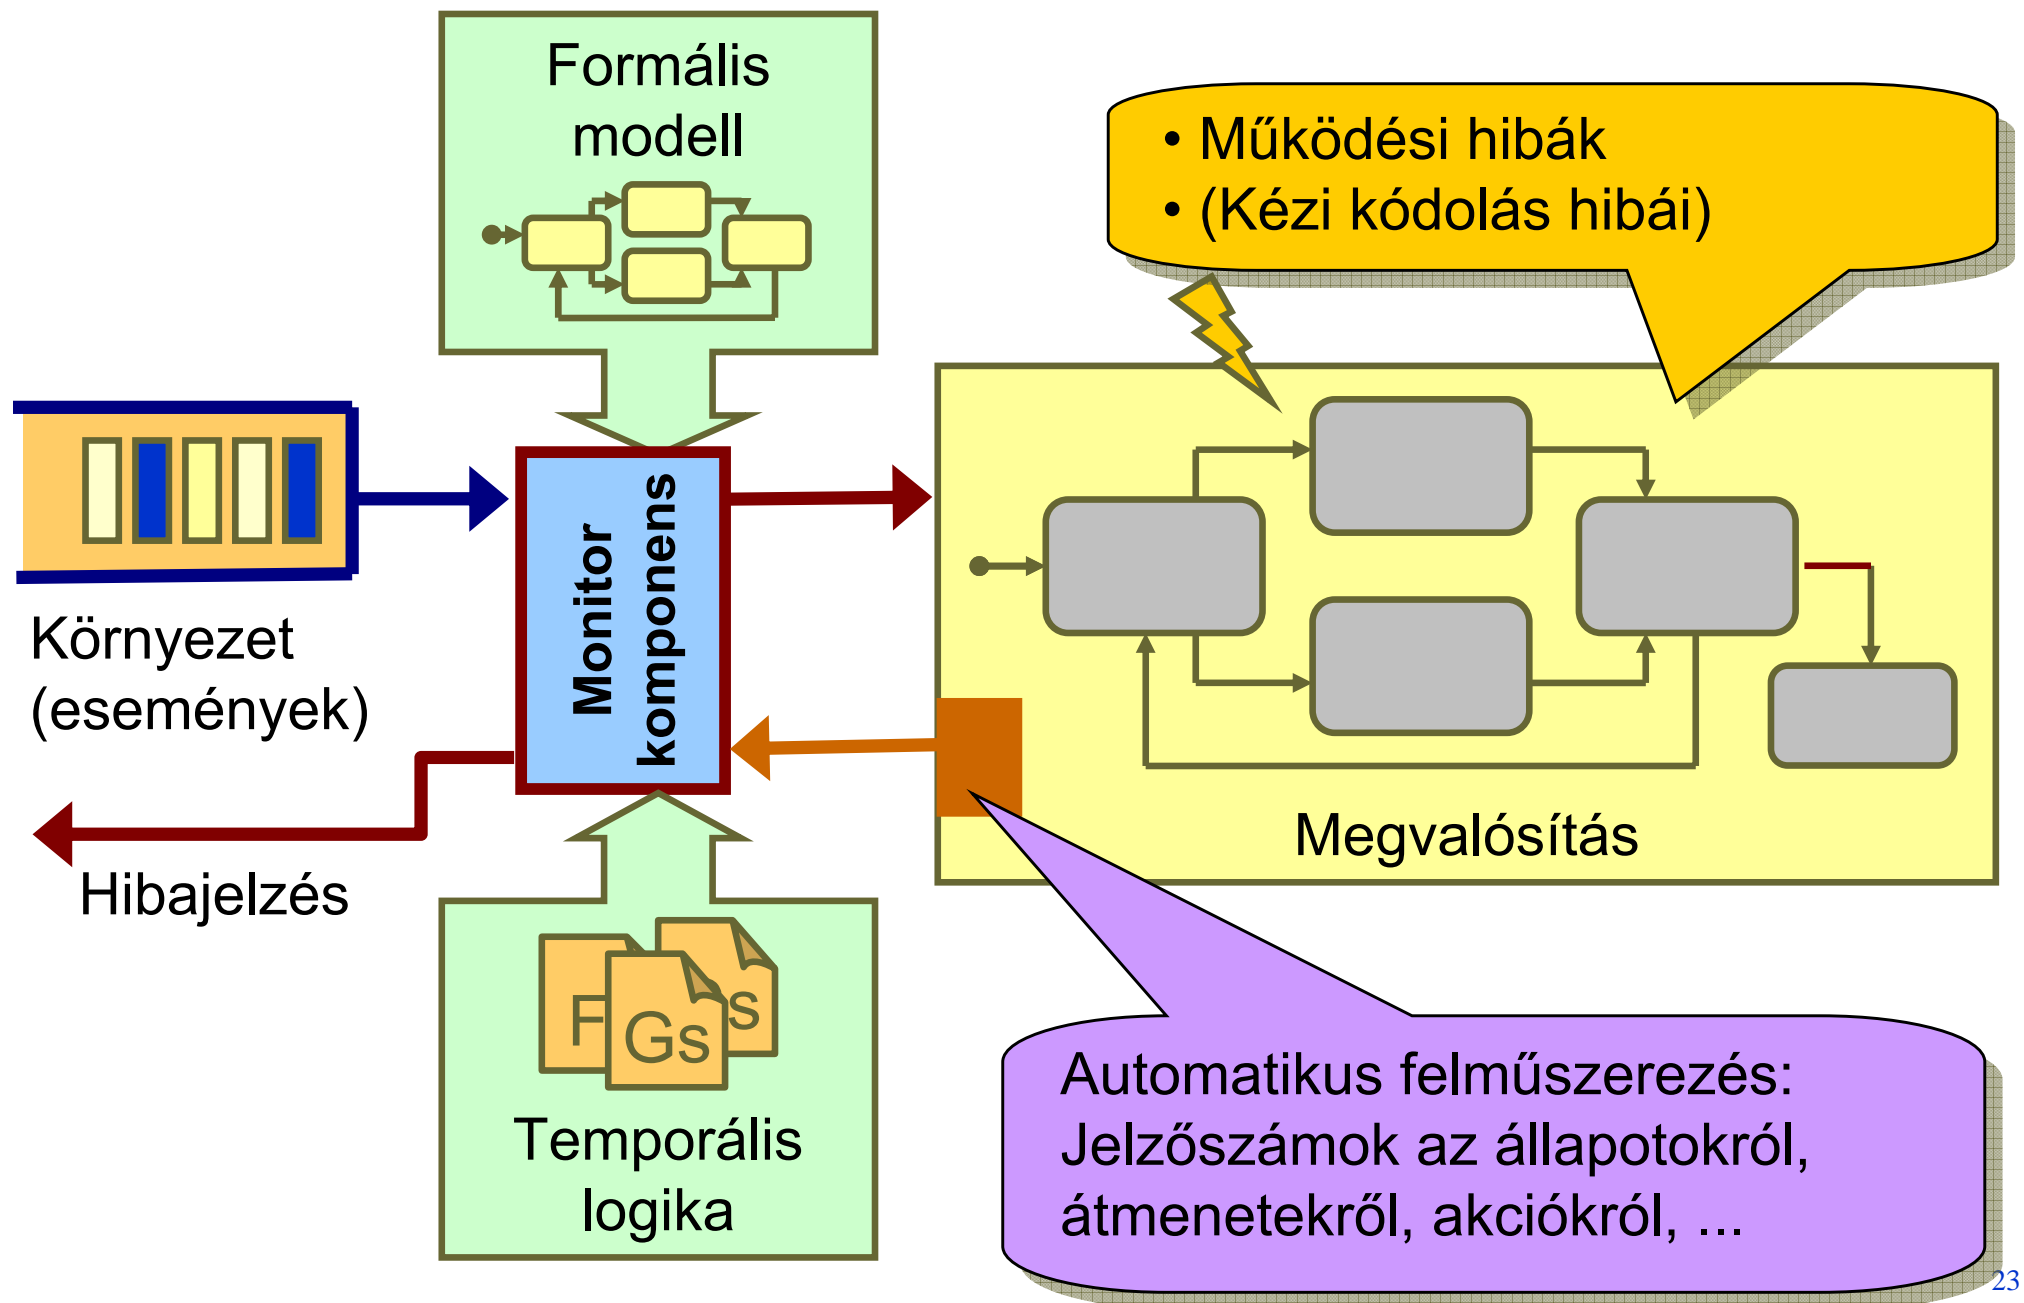 Formális
modell
• Működési hibák
• (Kézi kódolás hibái)
Monitor
komponens
Környezet
(események)
Hibajelzés
Megvalósítás
F
Gs
s
Temporális
logika
Automatikus felműszerezés:
Jelzőszámok az állapotokról,
átmenetekről, akciókról, ...
23